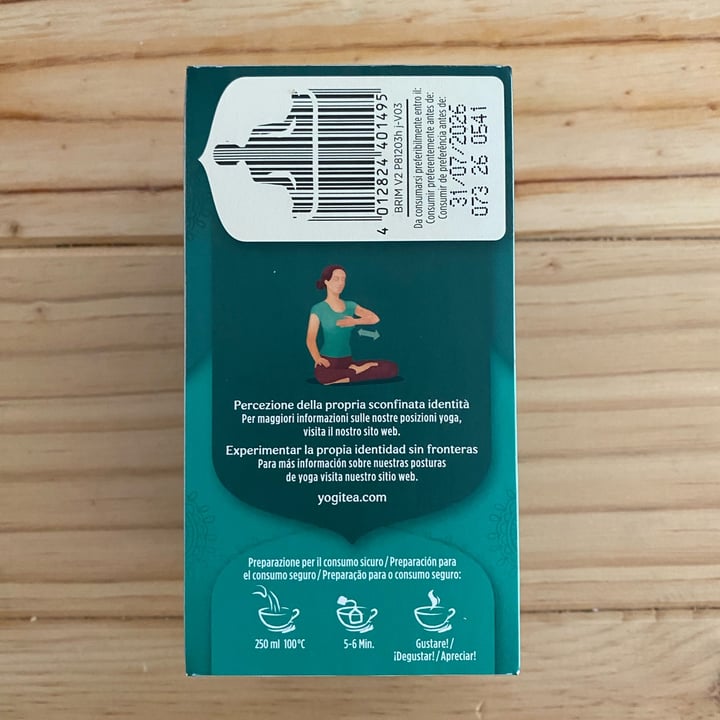 4 012824 401495
BRIM V2 P81203h j-V03
Da consumarsi preferibilmente entro il:
Consumir preferentemente antes de:
Consumir de preferência antes de:
31/07/2026
073 26 0541
Percezione della propria sconfinata identità
Per maggiori informazioni sulle nostre posizioni yoga,
visita il nostro sito web.
Experimentar la propia identidad sin fronteras
Para más información sobre nuestras posturas
de yoga visita nuestro sitio web.
yogitea.com
Preparazione per il consumo sicuro / Preparación para
el consumo seguro / Preparação para o consumo seguro:
250 ml 100°C
5-6 Min.
Gustare! /
¡Degustar! / Apreciar!